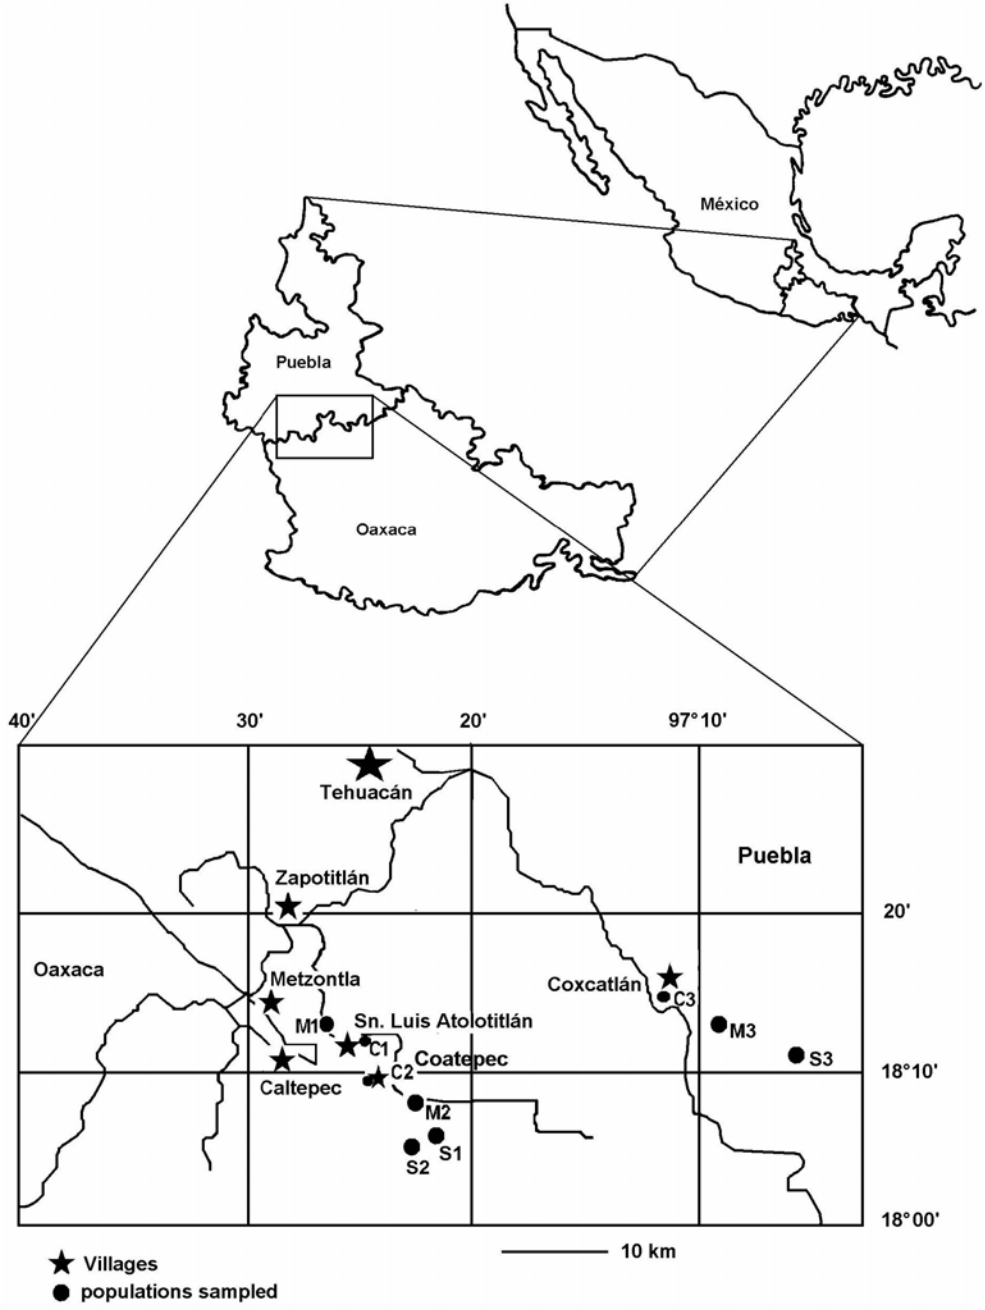 México
Puebla
Oaxaca
40' 30' 20' 97°10'
Tehuacán
Puebla
Zapotitlán
20'
Oaxaca
Metzontla
Coxcatlán
C3
M1
Sn. Luis Atolotitlán
M3
C1
Coatepec
S3
C2
18°10'
Caltepec
M2
S1
S2
18°00'
Villages
10 km
populations sampled